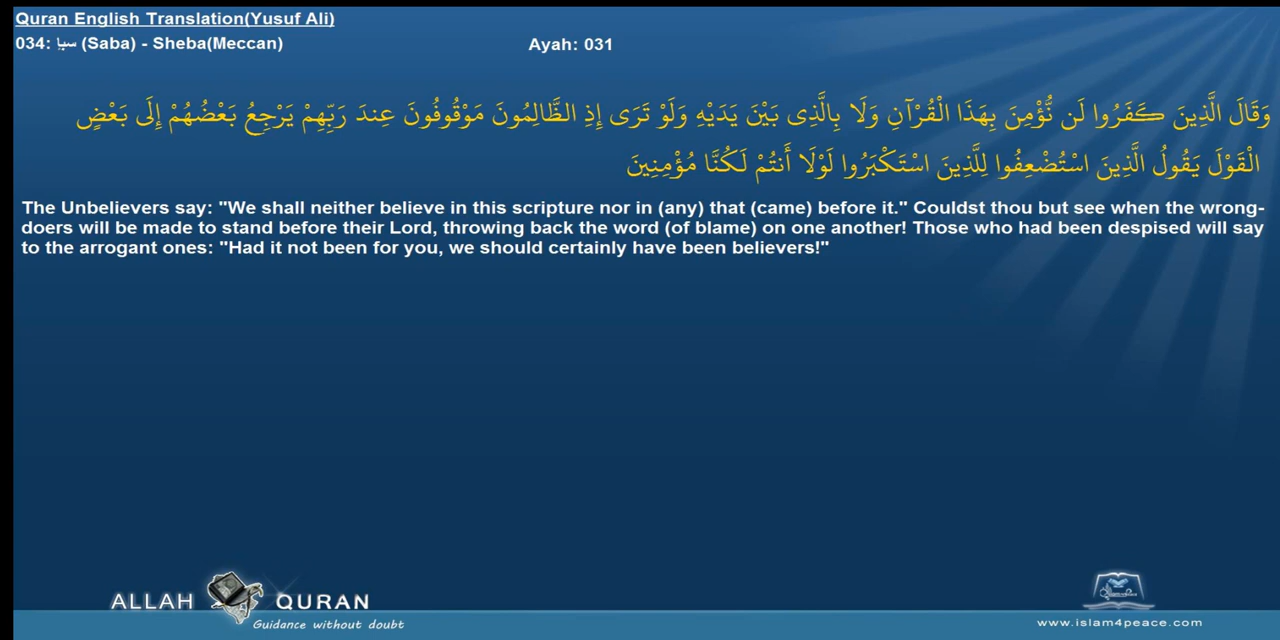 Quran English Translation(Yusuf Ali)
034: سبإ (Saba) - Sheba(Meccan) Ayah: 031
وَقَالَ الَّذِينَ كَفَرُوا لَن نُّؤْمِنَ بِهَذَا الْقُرْآنِ وَلَا بِالَّذِى بَيْنَ يَدَيْهِ وَلَوْ تَرَى إِذِ الظَّالِمُونَ مَوْقُوفُونَ عِندَ رَبِّهِمْ يَرْجِعُ بَعْضُهُمْ إِلَى بَعْضٍ
الْقَوْلَ يَقُولُ الَّذِينَ اسْتُضْعِفُوا لِلَّذِينَ اسْتَكْبَرُوا لَوْلَا أَنتُمْ لَكُنَّا مُؤْمِنِينَ
The Unbelievers say: "We shall neither believe in this scripture nor in (any) that (came) before it." Couldst thou but see when the wrong-
doers will be made to stand before their Lord, throwing back the word (of blame) on one another! Those who had been despised will say
to the arrogant ones: "Had it not been for you, we should certainly have been believers!"
ALLAH QURAN
Guidance without doubt
www.islam4peace.com